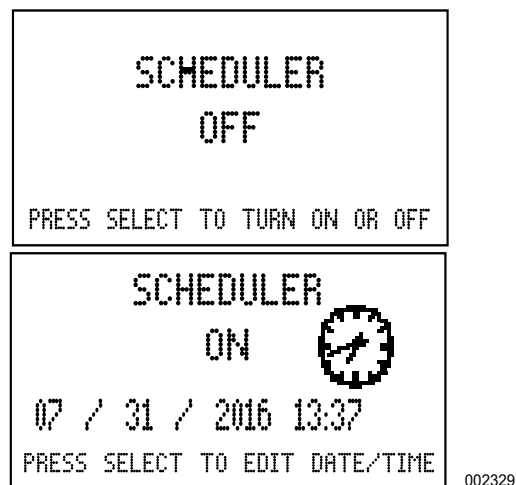 SCHEDULER
OFF
PRESS SELECT TO TURN ON OR OFF
SCHEDULER
ON
07 / 31 / 2016 13:37
PRESS SELECT TO EDIT DATE/TIME
002329